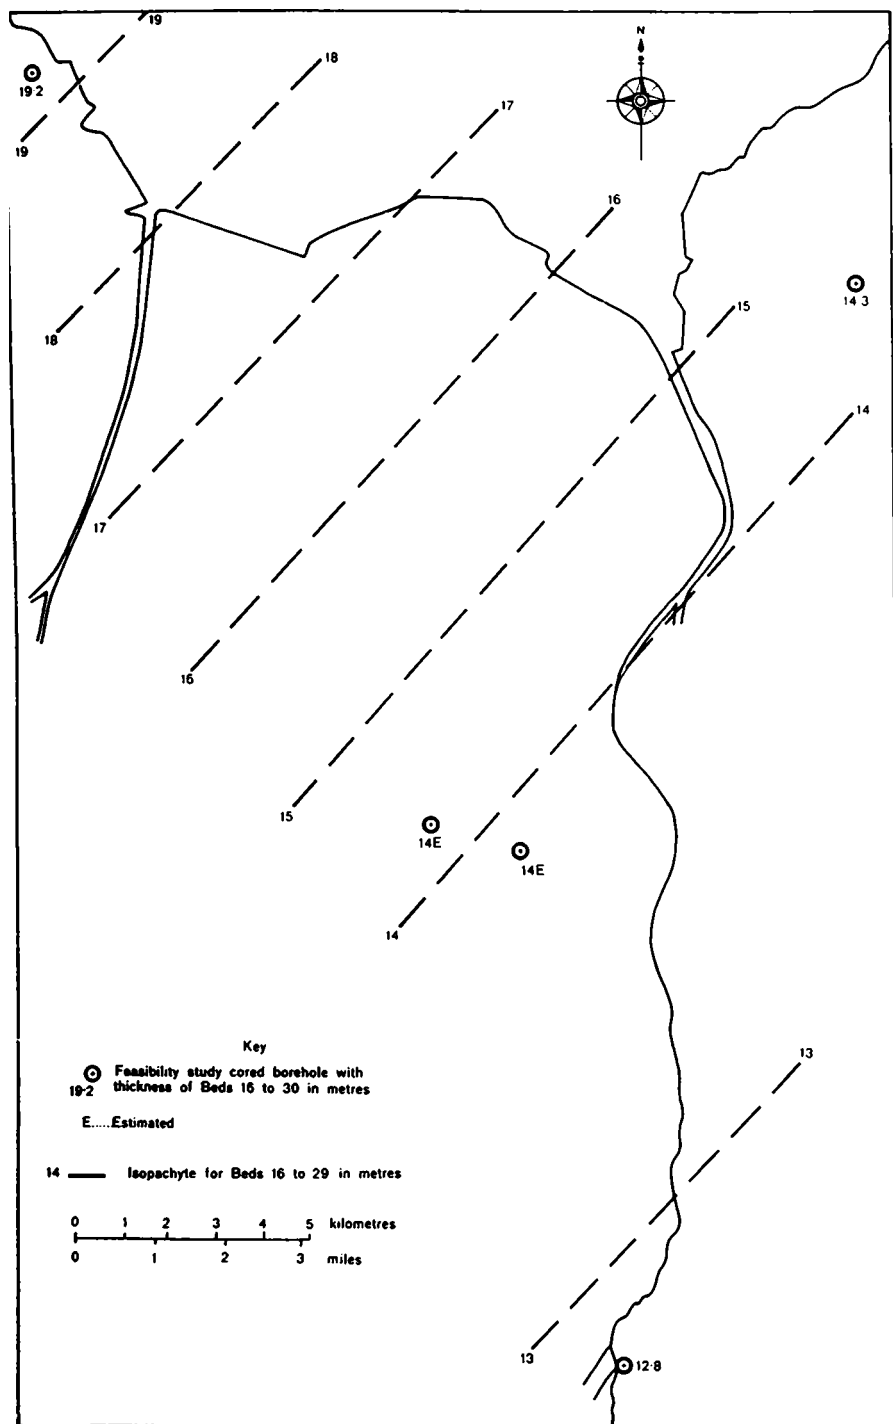 19
18
N
19·2
17
19
16
14 3
15
18
14
17
16
15
14E
14E
14
Key
13
Feasibility study cored borehole with
19·2 thickness of Beds 16 to 30 in metres
E.....Estimated
14 Isopachyte for Beds 16 to 29 in metres
0 1 2 3 4 5 kilometres
0 1 2 3 miles
13
12·8